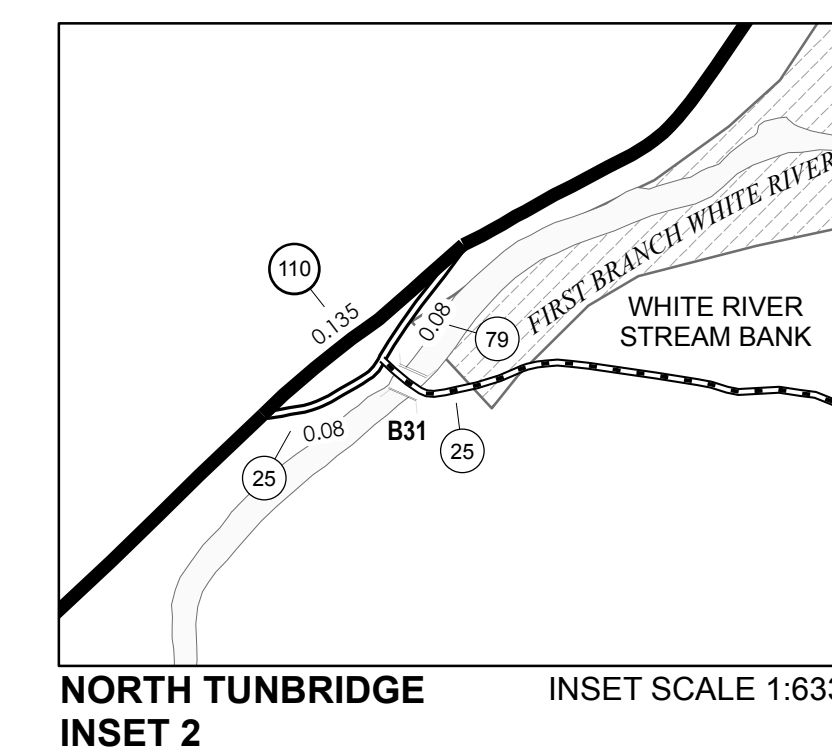 110
0.135
0.08
79
FIRST BRANCH WHITE RIVER
WHITE RIVER
STREAM BANK
0.08
B31
25
25
NORTH TUNBRIDGE
INSET 2
INSET SCALE 1:633